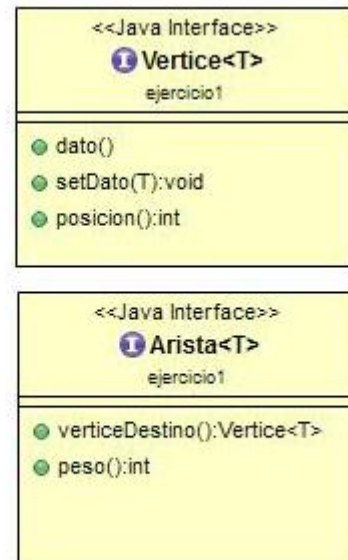 <<Java Interface>>
I Vertice<T>
ejercicio1
dato()
setDato(T):void
posicion():int
<<Java Interface>>
I Arista<T>
ejercicio1
verticeDestino():Vertice<T>
peso():int